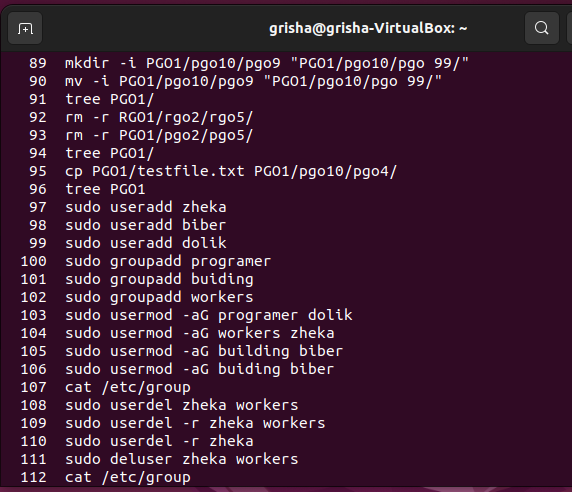 grisha@grisha-VirtualBox: ~
89 mkdir -i PGO1/pgo10/pgo9 "PGO1/pgo10/pgo 99/"
90 mv -i PGO1/pgo10/pgo9 "PGO1/pgo10/pgo 99/"
91 tree PGO1/
92 rm -r RGO1/rgo2/rgo5/
93 rm -r PGO1/pgo2/pgo5/
94 tree PGO1/
95 cp PGO1/testfile.txt PGO1/pgo10/pgo4/
96 tree PGO1
97 sudo useradd zheka
98 sudo useradd biber
99 sudo useradd dolik
100 sudo groupadd programer
101 sudo groupadd buiding
102 sudo groupadd workers
103 sudo usermod -aG programer dolik
104 sudo usermod -aG workers zheka
105 sudo usermod -aG building biber
106 sudo usermod -aG buiding biber
107 cat /etc/group
108 sudo userdel zheka workers
109 sudo userdel -r zheka workers
110 sudo userdel -r zheka
111 sudo deluser zheka workers
112 cat /etc/group